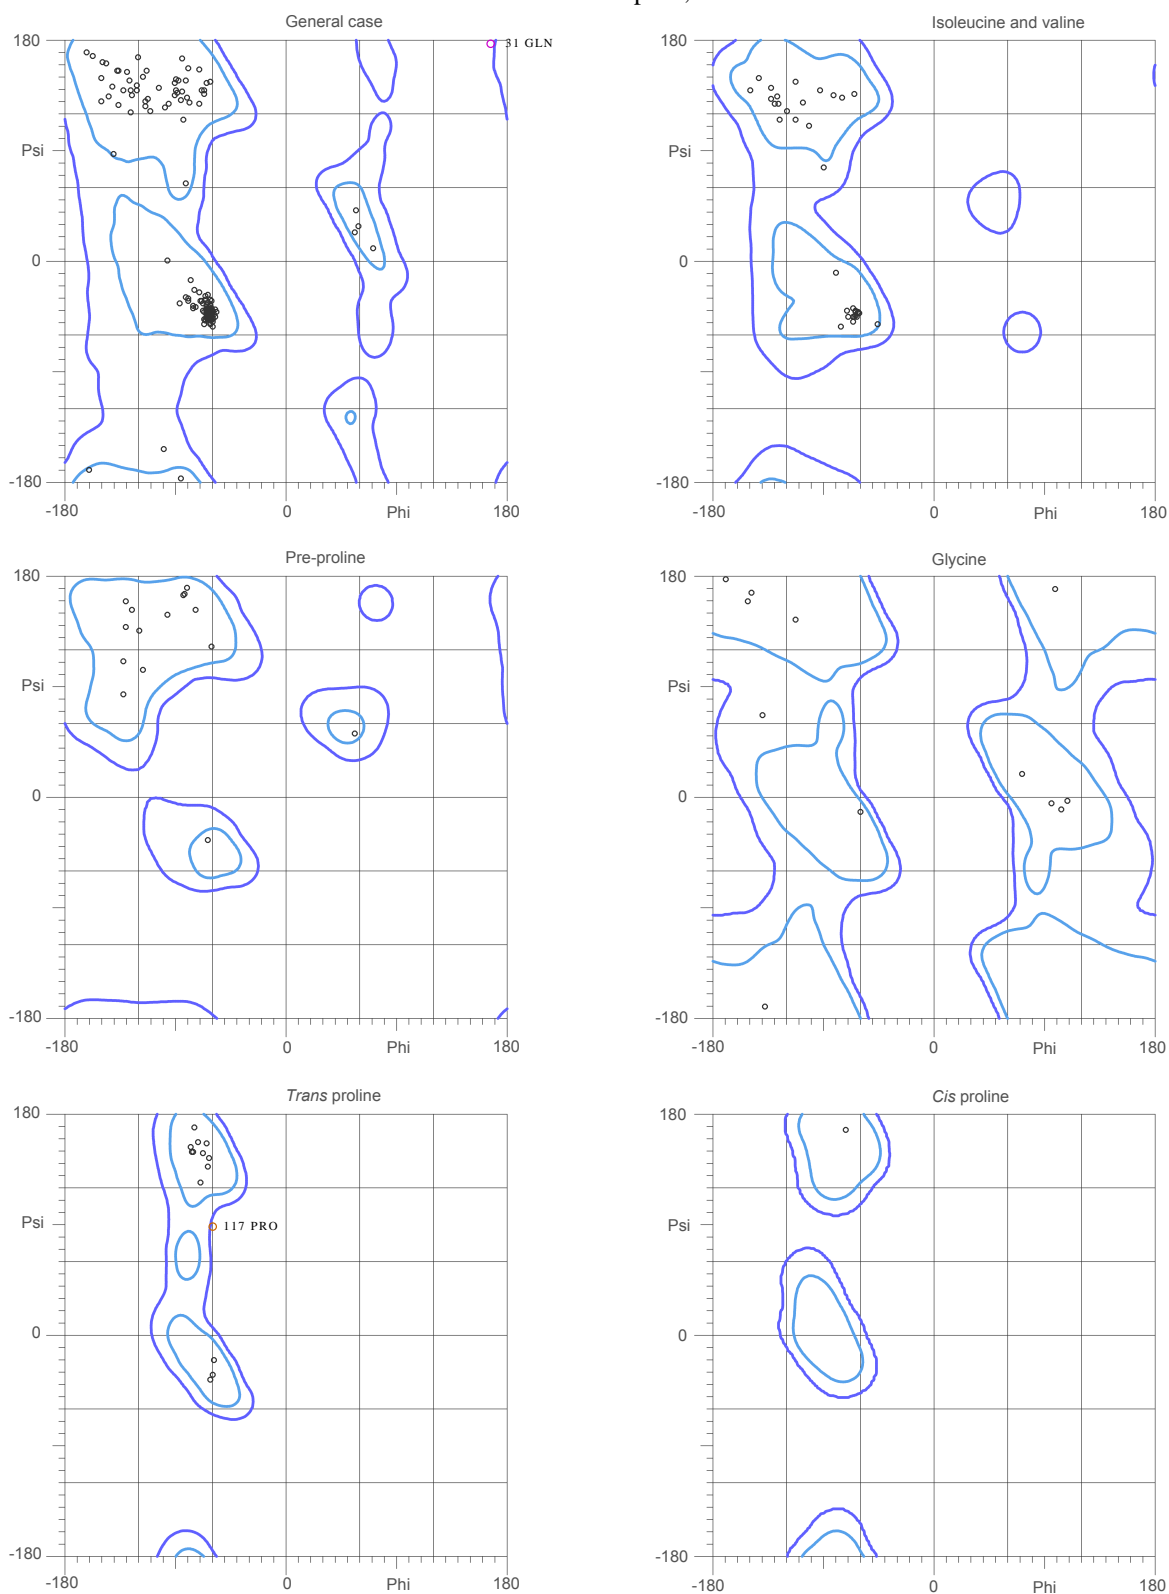 General case
180
31 GLN
Psi
0
-180
-180
0
Phi
180
Isoleucine and valine
180
Psi
0
-180
-180
0
Phi
180
Pre-proline
180
Psi
0
-180
-180
0
Phi
180
Glycine
180
Psi
0
-180
-180
0
Phi
180
Trans proline
180
Psi
117 PRO
0
-180
-180
0
Phi
180
Cis proline
180
Psi
0
-180
-180
0
Phi
180